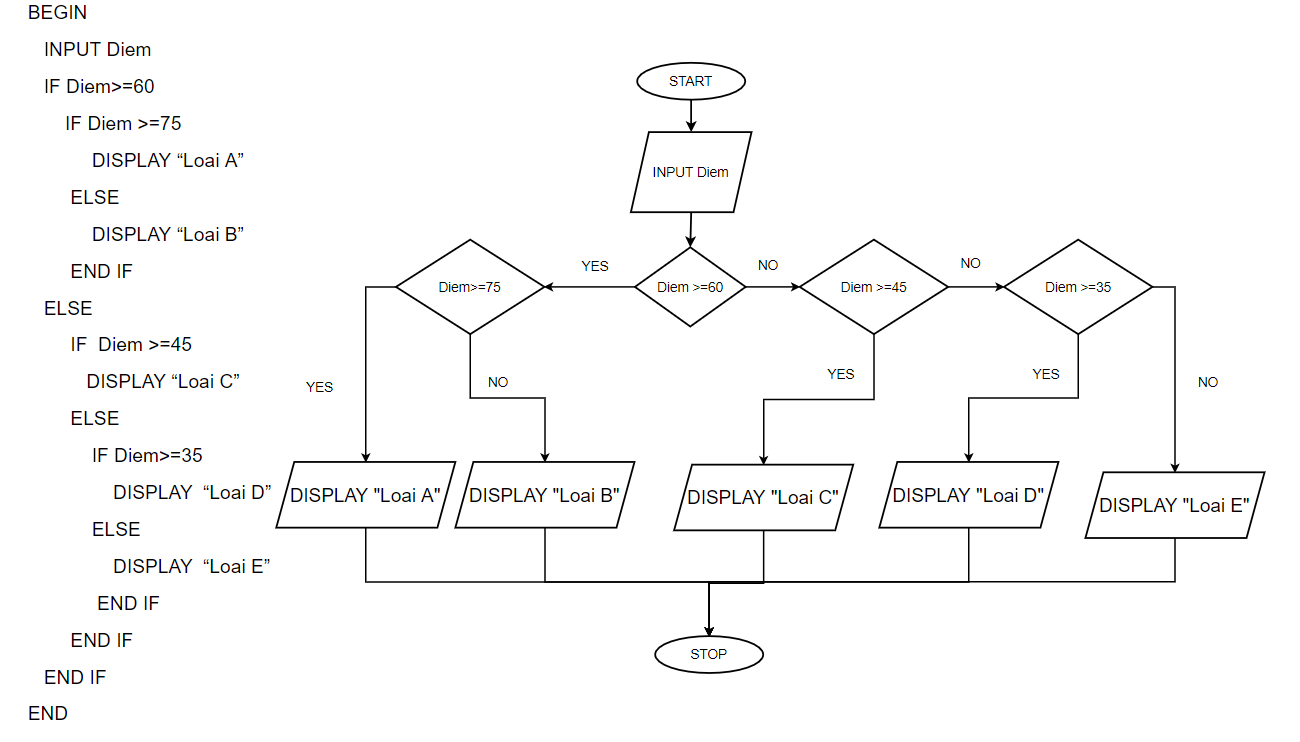 BEGIN
INPUT Diem
IF Diem>=60
IF Diem >=75
DISPLAY “Loai A”
ELSE
DISPLAY “Loai B”
END IF
ELSE
IF  Diem >=45
DISPLAY “Loai C”
ELSE
IF Diem>=35
DISPLAY  “Loai D”
ELSE
DISPLAY  “Loai E”
END IF
END IF
END IF
END
START
INPUT Diem
Diem>=75
YES
Diem >=60
NO
Diem >=45
NO
Diem >=35
YES
NO
YES
YES
NO
DISPLAY "Loai A"
DISPLAY "Loai B"
DISPLAY "Loai C"
DISPLAY "Loai D"
DISPLAY "Loai E"
STOP